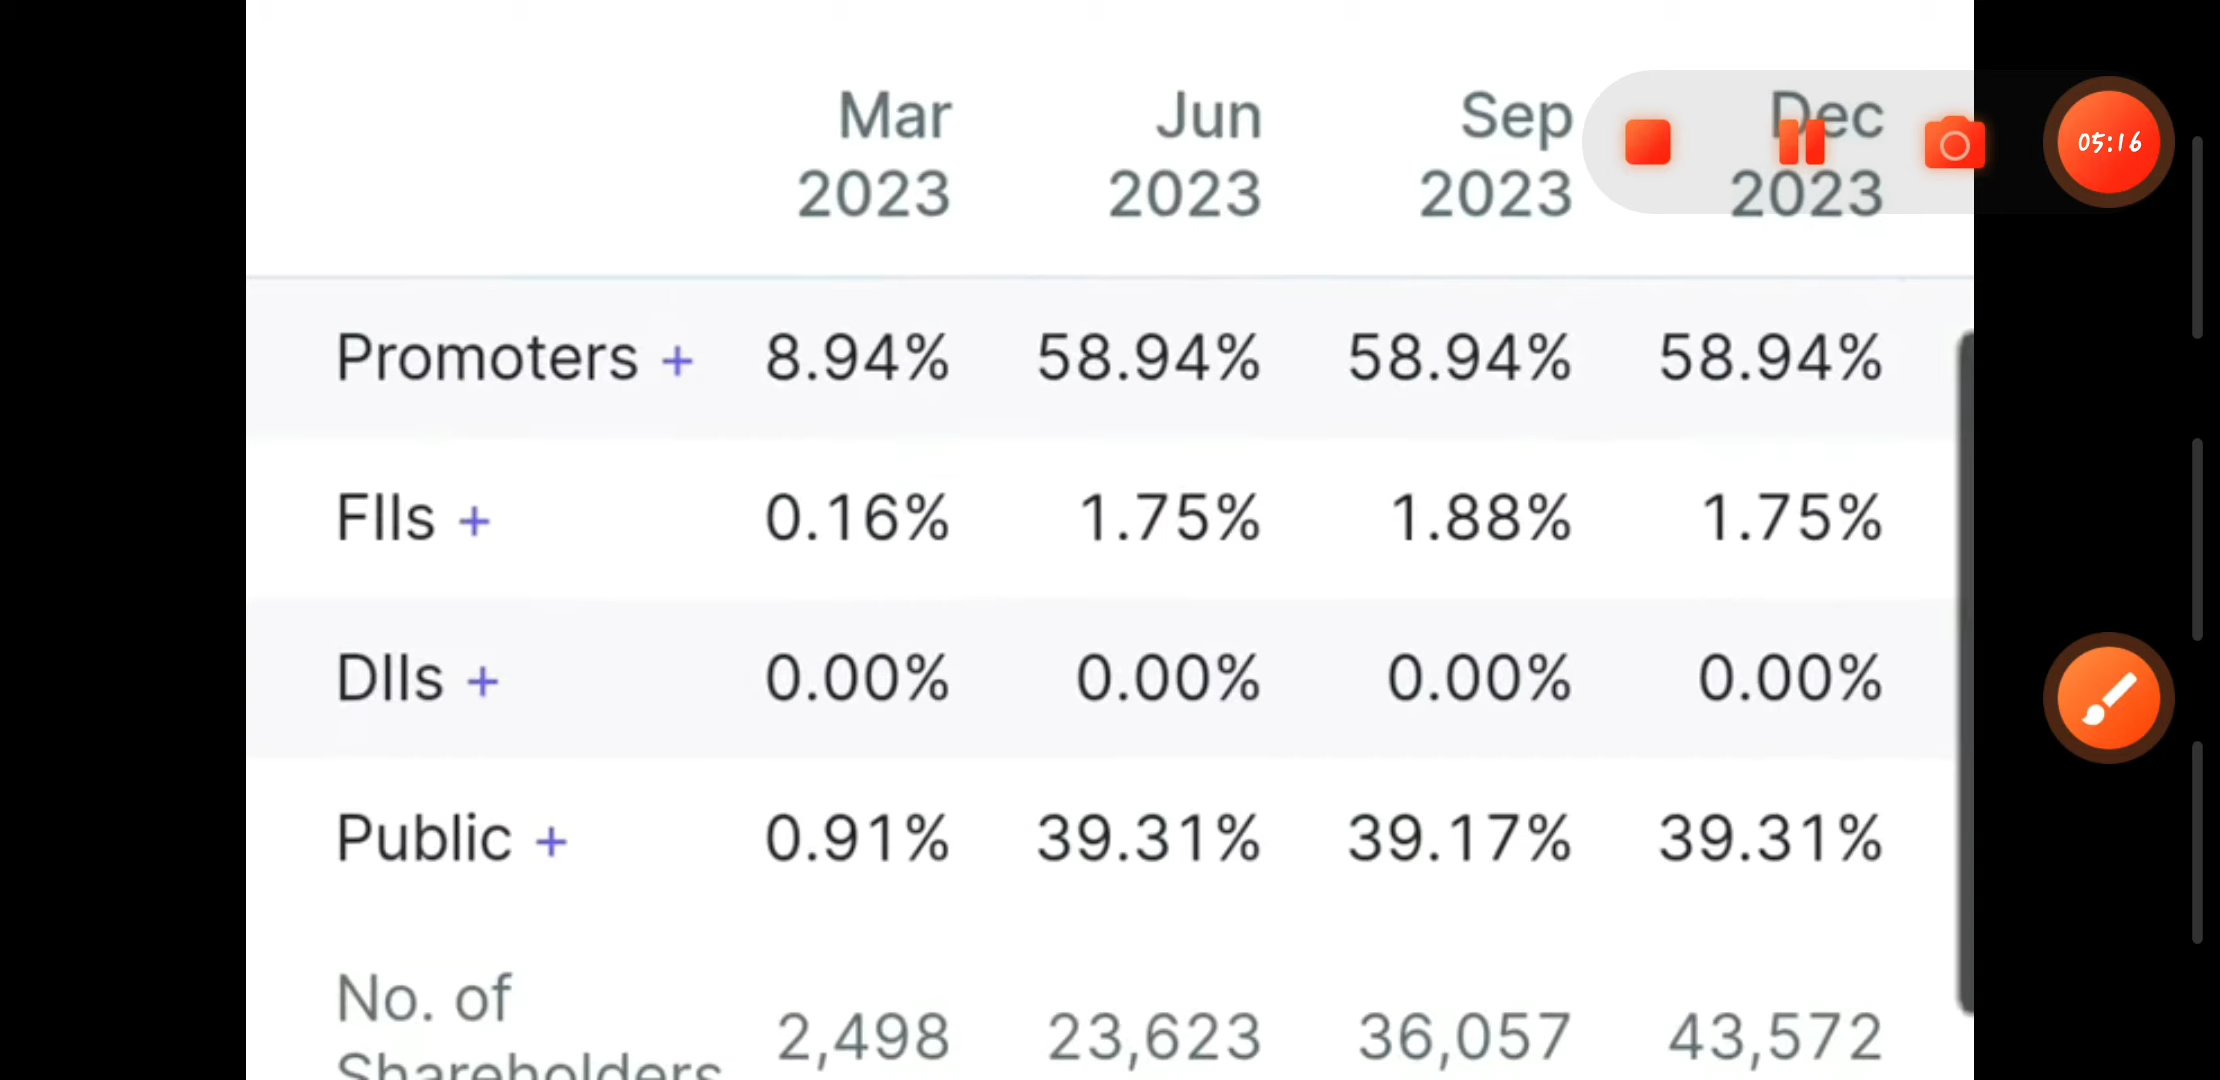 Mar Jun Sep Dec
2023 2023 2023 2023
05:16
Promoters + 8.94% 58.94% 58.94% 58.94%
FIIs + 0.16% 1.75% 1.88% 1.75%
DIIs + 0.00% 0.00% 0.00% 0.00%
Public + 0.91% 39.31% 39.17% 39.31%
No. of
Shareholders 2,498 23,623 36,057 43,572